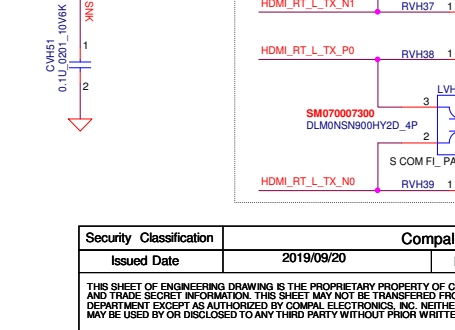 HDMI_RT_L_TX_N1 RVH37 1
SNK
CVH51
0.1U_0201_10V6K
1
2
HDMI_RT_L_TX_P0 RVH38 1
LVH
3
SM070007300
DLM0NSN900HY2D_4P
2
S COM FI_ PA
HDMI_RT_L_TX_N0 RVH39 1
Security Classification Compal
Issued Date 2019/09/20
THIS SHEET OF ENGINEERING DRAWING IS THE PROPRIETARY PROPERTY OF C
AND TRADE SECRET INFORMATION. THIS SHEET MAY NOT BE TRANSFERED FRO
DEPARTMENT EXCEPT AS AUTHORIZED BY COMPAL ELECTRONICS, INC. NEITHE
MAY BE USED BY OR DISCLOSED TO ANY THIRD PARTY WITHOUT PRIOR WRITTE